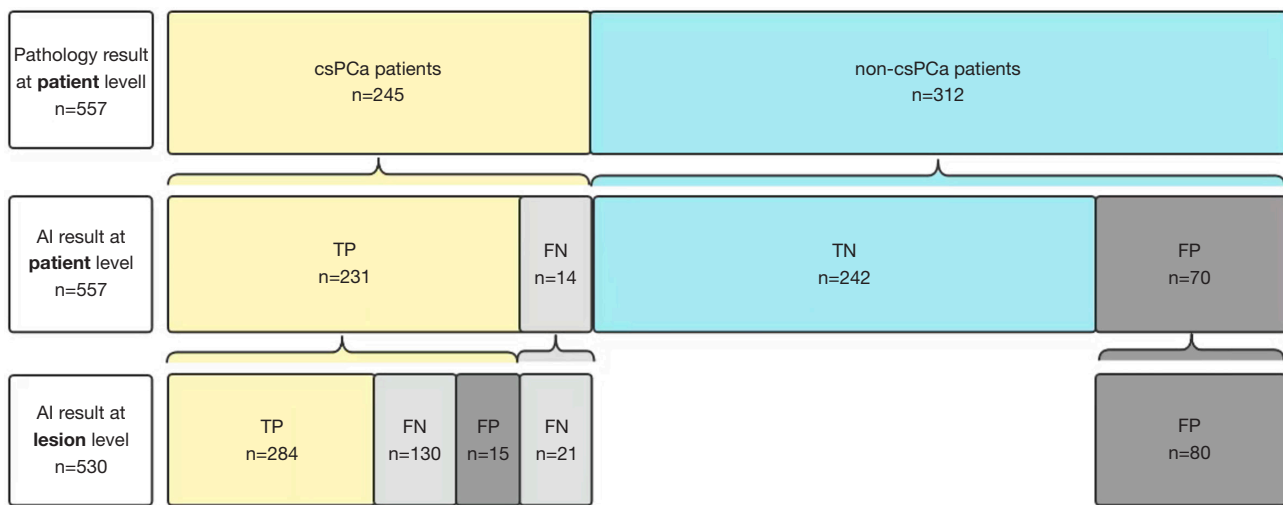 Pathology result
at patient levell
n=557
csPCa patients
n=245
non-csPCa patients
n=312
AI result at
patient level
n=557
TP
n=231
FN
n=14
TN
n=242
FP
n=70
AI result at
lesion level
n=530
TP
n=284
FN
n=130
FP
n=15
FN
n=21
FP
n=80